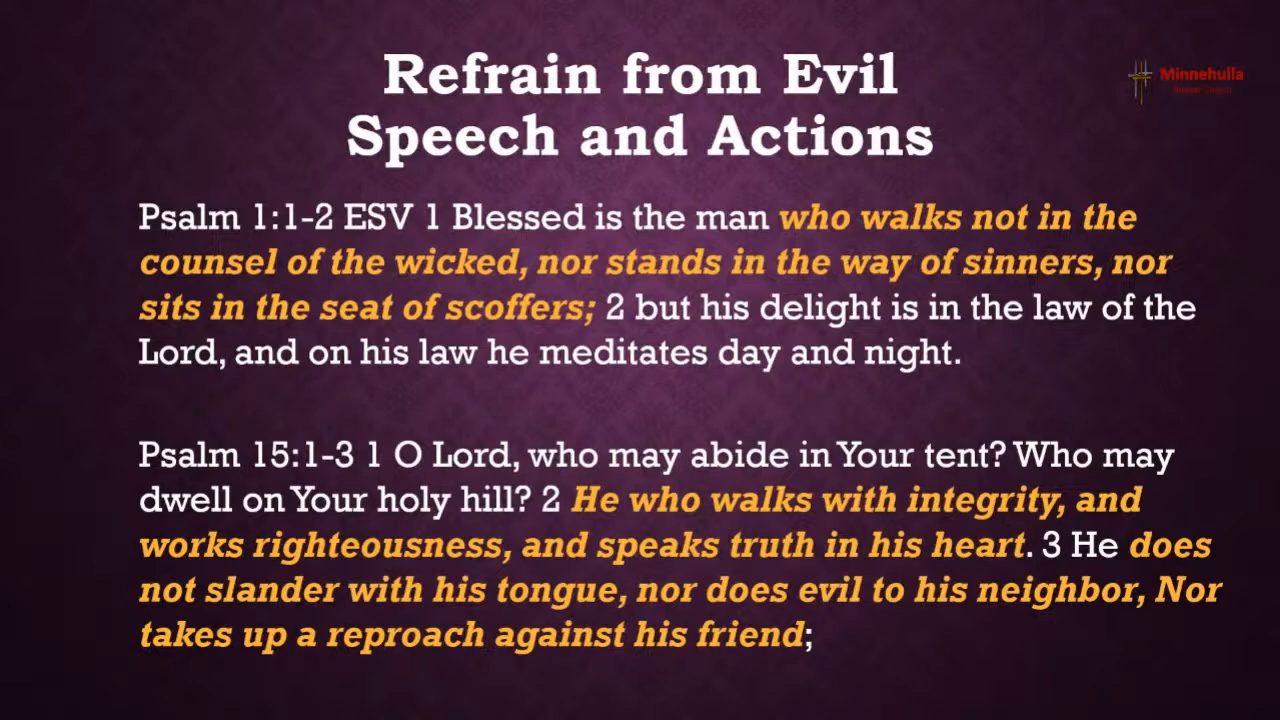 Refrain from Evil
Speech and Actions
Minnehulla
Psalm 1:1-2 ESV 1 Blessed is the man who walks not in the
counsel of the wicked, nor stands in the way of sinners, nor
sits in the seat of scoffers; 2 but his delight is in the law of the
Lord, and on his law he meditates day and night.
Psalm 15:1-3 1 O Lord, who may abide in Your tent? Who may
dwell on Your holy hill? 2 He who walks with integrity, and
works righteousness, and speaks truth in his heart. 3 He does
not slander with his tongue, nor does evil to his neighbor, Nor
takes up a reproach against his friend;